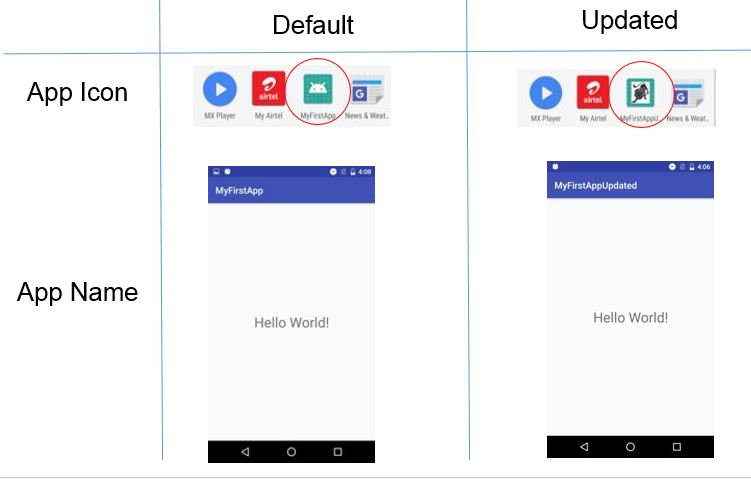 Default
Updated
App Icon
airtel
MX Player
My Airtel
MyFirstApp
G
News & Weat..
airtel
MX Player
My Airtel
MyFirstAppU..
G
News & Weat..
App Name
4:08
MyFirstApp
Hello World!
4:06
MyFirstAppUpdated
Hello World!